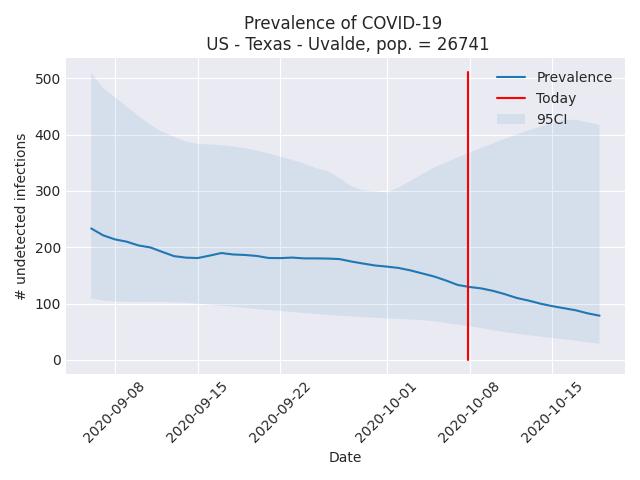 Prevalence of COVID-19
US - Texas - Uvalde, pop. = 26741
Prevalence
Today
95CI
500
400
300
200
100
0
# undetected infections
2020-09-08
2020-09-15
2020-09-22
2020-10-01
2020-10-08
2020-10-15
Date